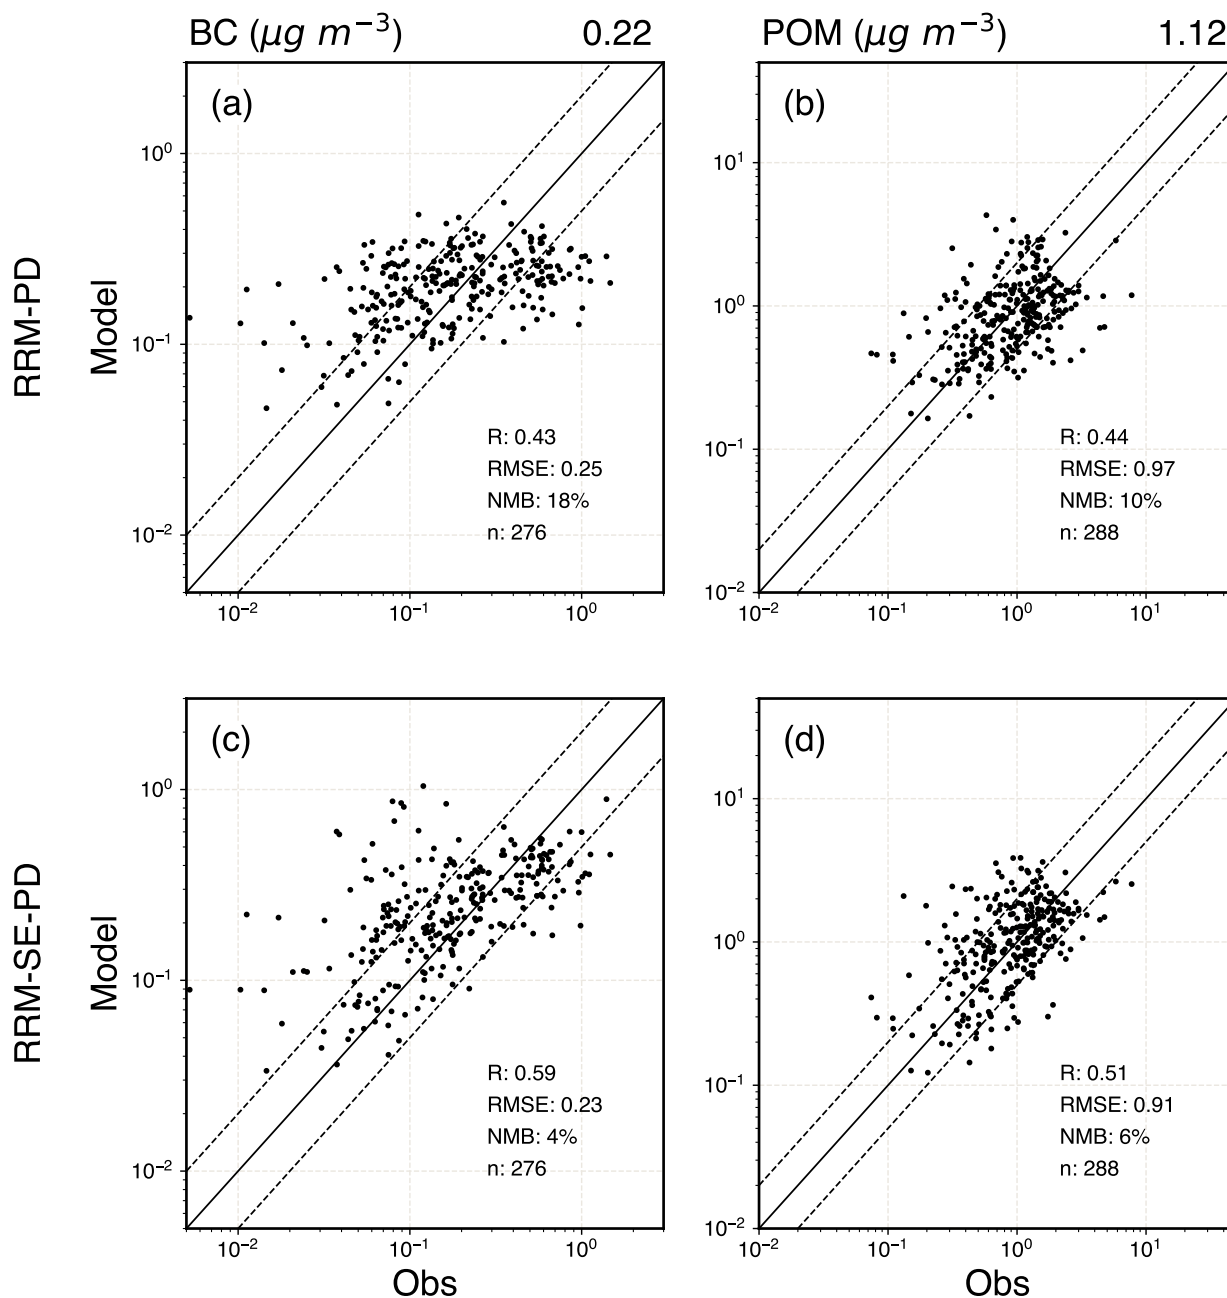 BC (μg m⁻³) 0.22
POM (μg m⁻³) 1.12
RRM-PD
Model
(a)
10⁰
10⁻¹
10⁻²
R: 0.43
RMSE: 0.25
NMB: 18%
n: 276
10⁻² 10⁻¹ 10⁰
(b)
10¹
10⁰
10⁻¹
10⁻²
R: 0.44
RMSE: 0.97
NMB: 10%
n: 288
10⁻² 10⁻¹ 10⁰ 10¹
RRM-SE-PD
Model
(c)
10⁰
10⁻¹
10⁻²
R: 0.59
RMSE: 0.23
NMB: 4%
n: 276
10⁻² 10⁻¹ 10⁰
Obs
(d)
10¹
10⁰
10⁻¹
10⁻²
R: 0.51
RMSE: 0.91
NMB: 6%
n: 288
10⁻² 10⁻¹ 10⁰ 10¹
Obs